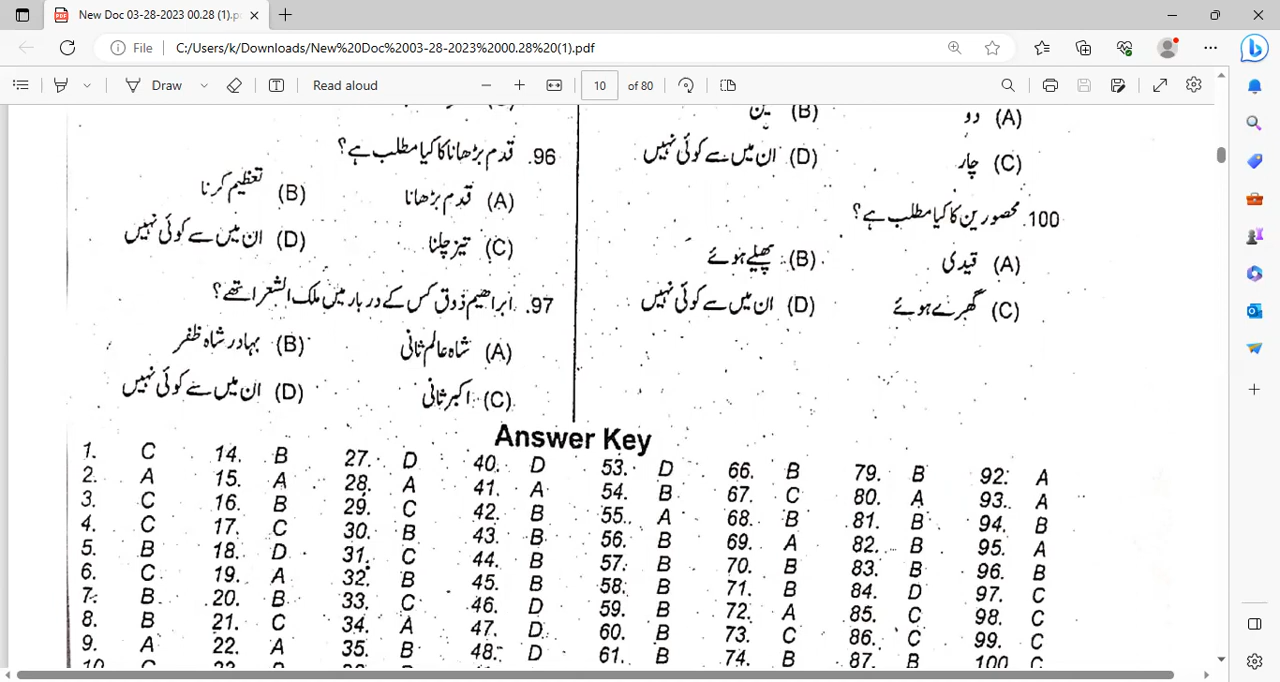 New Doc 03-28-2023 00.28 (1).p
File
C:/Users/k/Downloads/New%20Doc%2003-28-2023%2000.28%20(1).pdf
Draw
Read aloud
10 of 80
96. قدم بڑھانا کا کیا مطلب ہے؟
(A) قدم بڑھانا (B) تعظیم کرنا
(C) تیز چلنا (D) ان میں سے کوئی نہیں
97. ابراهیم ذوق کس کے دربار میں ملک الشعرا تھے؟
(A) شاہ عالم ثانی (B) بہادر شاہ ظفر
(C) اکبر ثانی (D) ان میں سے کوئی نہیں
(A) دو (B) تین
(C) چار (D) ان میں سے کوئی نہیں
100. محصورین کا کیا مطلب ہے؟
(A) قیدی (B) پھیلے ہوئے
(C) گھرے ہوئے (D) ان میں سے کوئی نہیں
Answer Key
1. C 14. B 27. D 40. D 53. D 66. B 79. B 92. A
2. A 15. A 28. A 41. A 54. B 67. C 80. A 93. A
3. C 16. B 29. C 42. B 55. A 68. B 81. B 94. B
4. C 17. C 30. B 43. B 56. B 69. A 82. B 95. A
5. B 18. D 31. C 44. B 57. B 70. B 83. B 96. B
6. C 19. A 32. B 45. B 58. B 71. B 84. D 97. C
7. B 20. B 33. C 46. D 59. B 72. A 85. C 98. C
8. B 21. C 34. A 47. D 60. B 73. C 86. C 99. C
9. A 22. A 35. B 48. D 61. B 74. B 87. B 100 C